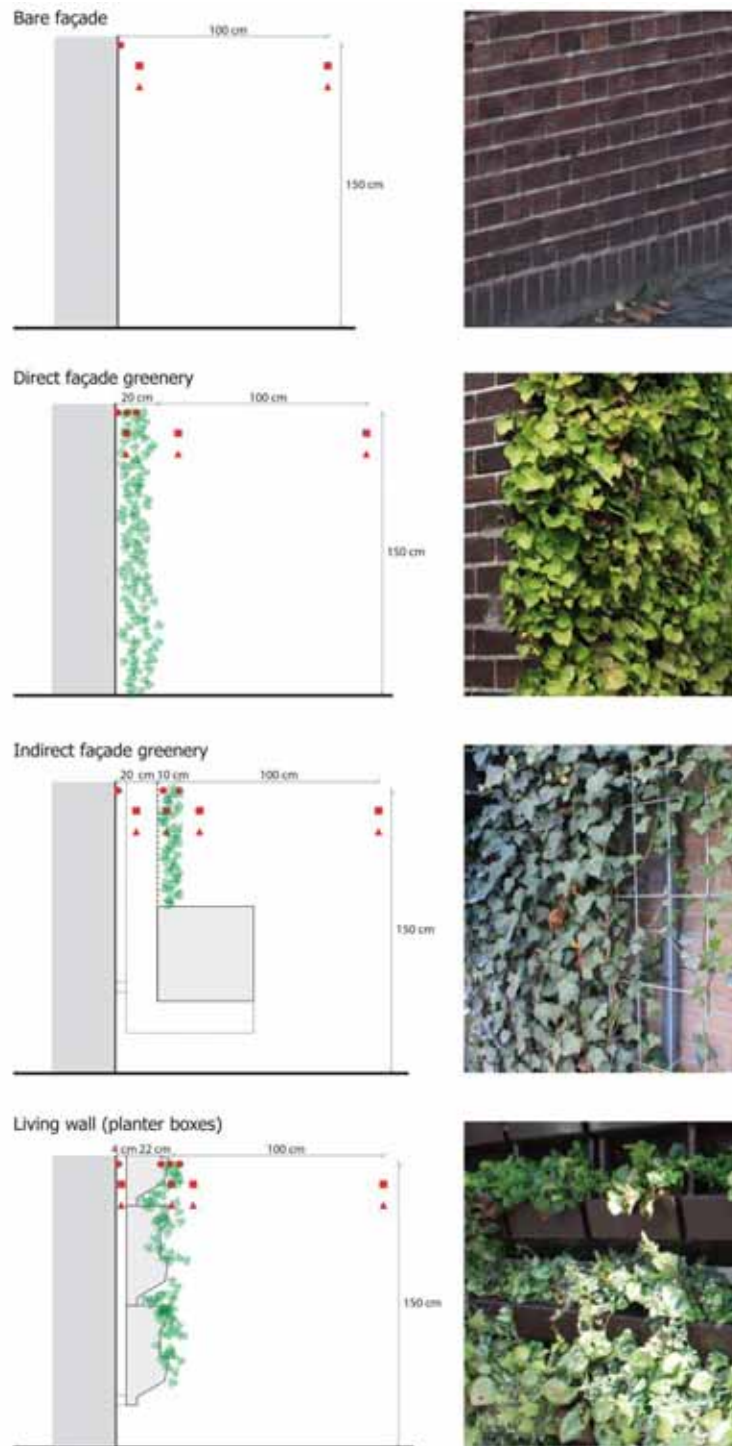 Bare façade
100 cm
150 cm
Direct façade greenery
20 cm 100 cm
150 cm
Indirect façade greenery
20 cm 10 cm 100 cm
150 cm
Living wall (planter boxes)
4 cm 22 cm 100 cm
150 cm